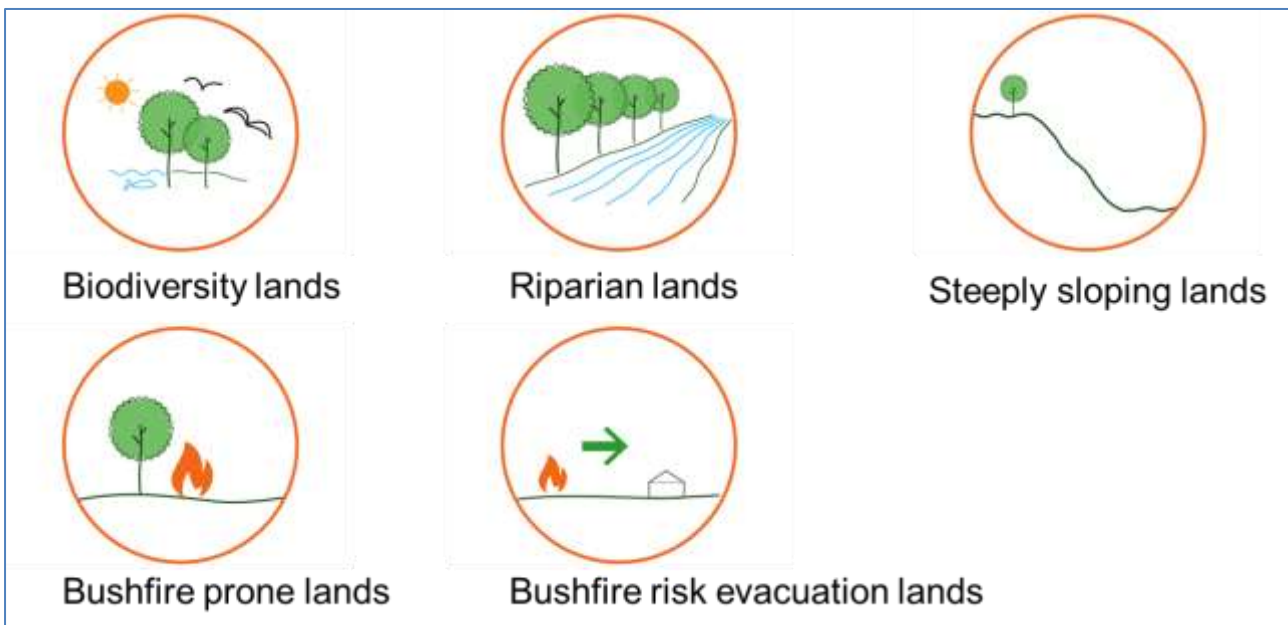 Biodiversity lands
Riparian lands
Steeply sloping lands
Bushfire prone lands
Bushfire risk evacuation lands